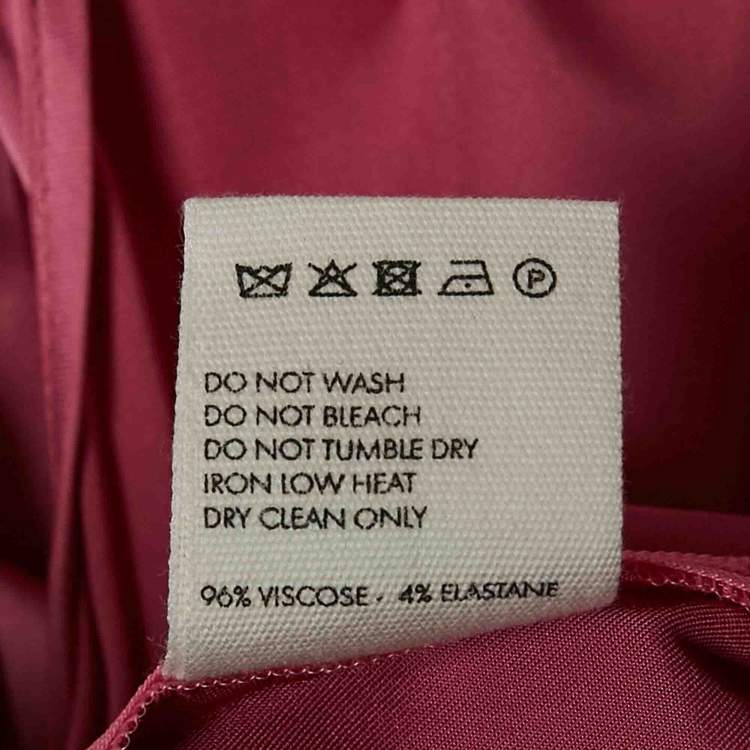 P
DO NOT WASH
DO NOT BLEACH
DO NOT TUMBLE DRY
IRON LOW HEAT
DRY CLEAN ONLY
96% VISCOSE . 4% ELASTANE